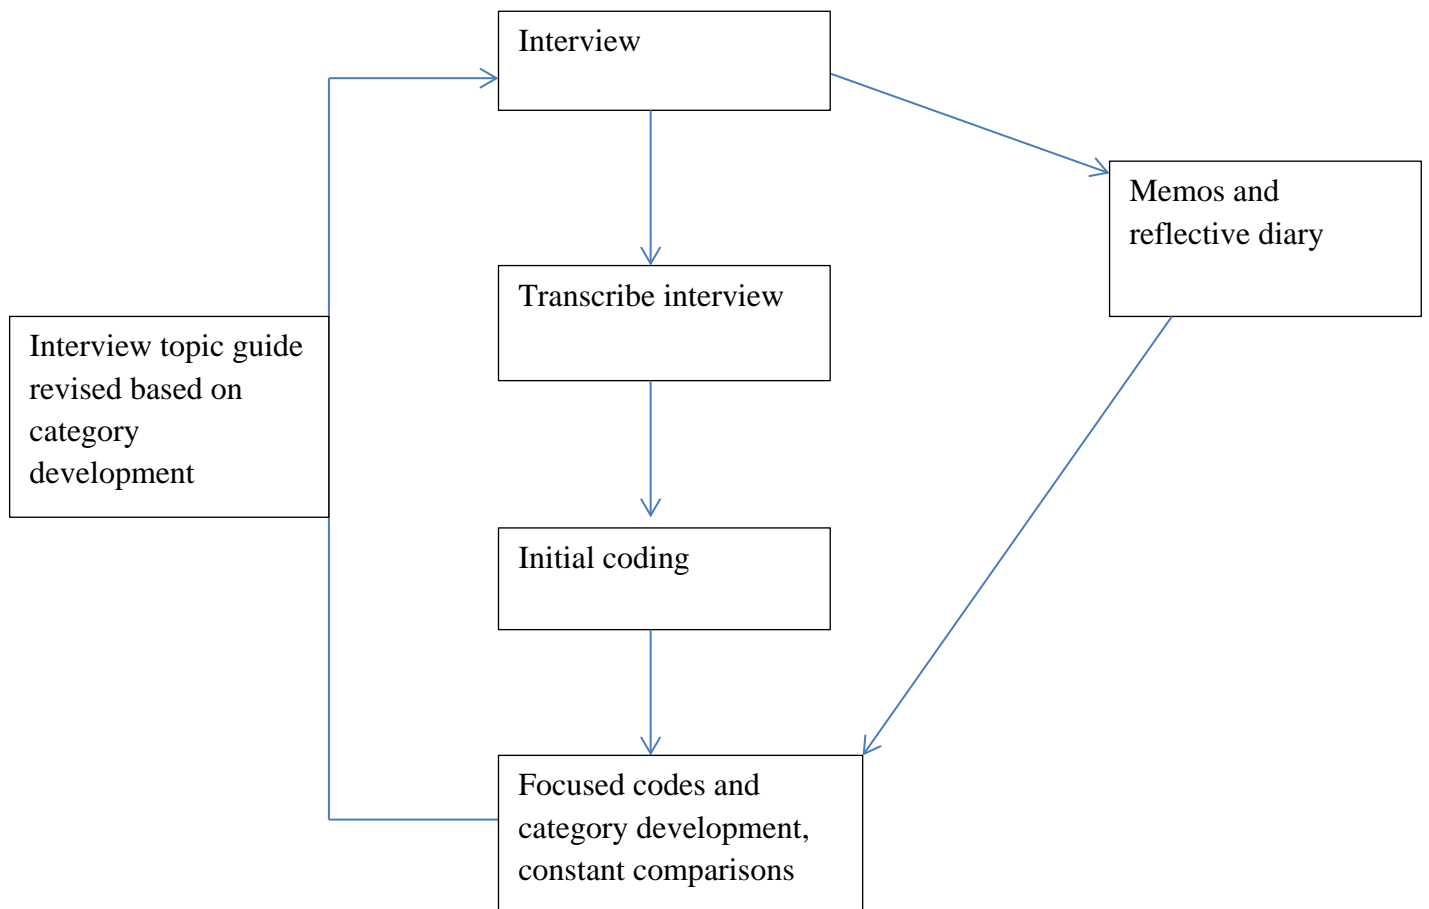 Interview
Memos and
reflective diary
Transcribe interview
Interview topic guide
revised based on
category
development
Initial coding
Focused codes and
category development,
constant comparisons